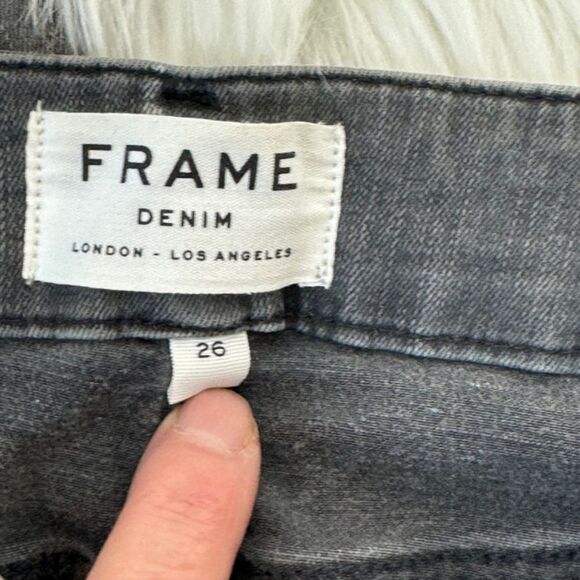 FRAME
DENIM
LONDON - LOS ANGELES
26